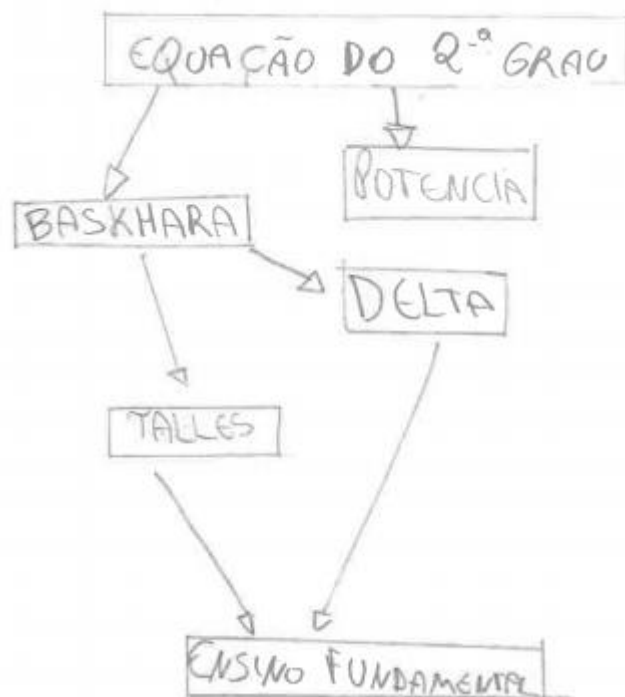 EQUAÇÃO DO 2-º GRAU
POTENCIA
BASKHARA
DELTA
TALLES
ENSINO FUNDAMENTAL